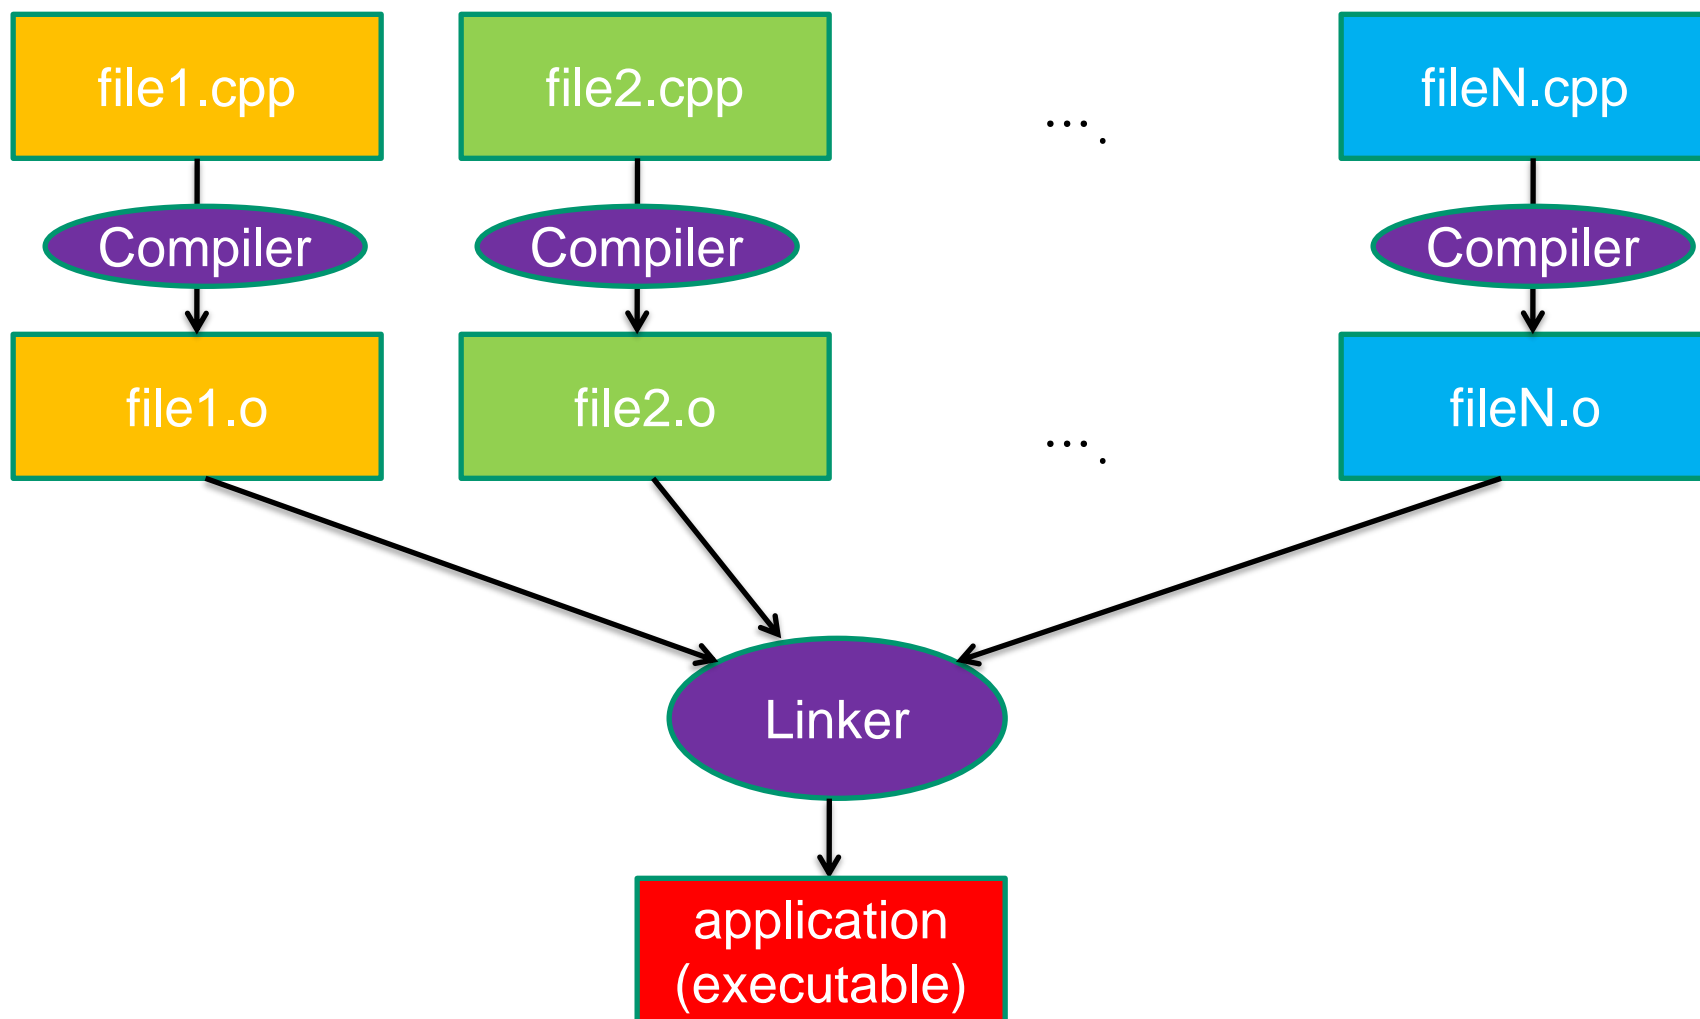 file1.cpp
file2.cpp
....
fileN.cpp
Compiler
Compiler
Compiler
file1.o
file2.o
....
fileN.o
Linker
application
(executable)